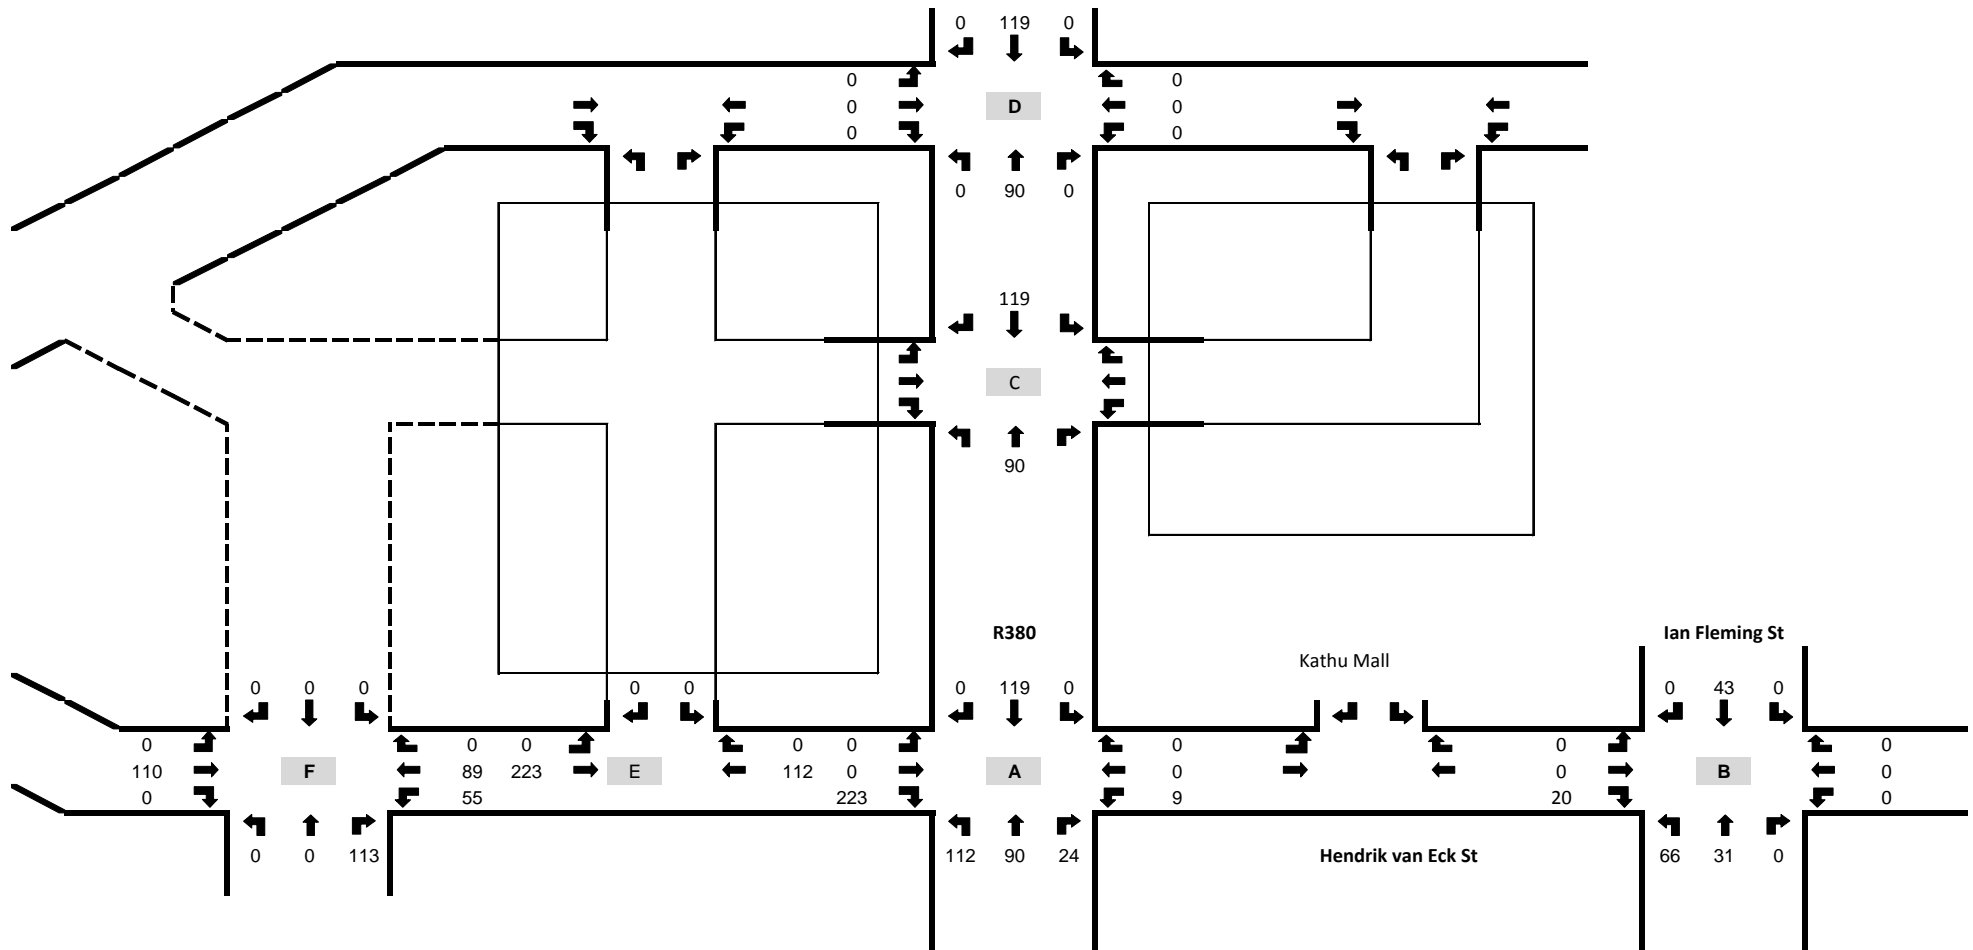 0 119 0
0 0
0 D 0
0 0
0 90 0
119
C
90
R380 Ian Fleming St
Kathu Mall
0 0 0 0 0 0 119 0 0 43 0
0 0 0 0 0 0 0 0
110 F 89 223 E 112 0 A 0 0 B 0
0 55 223 9 20 0
0 0 113 112 90 24 Hendrik van Eck St 66 31 0